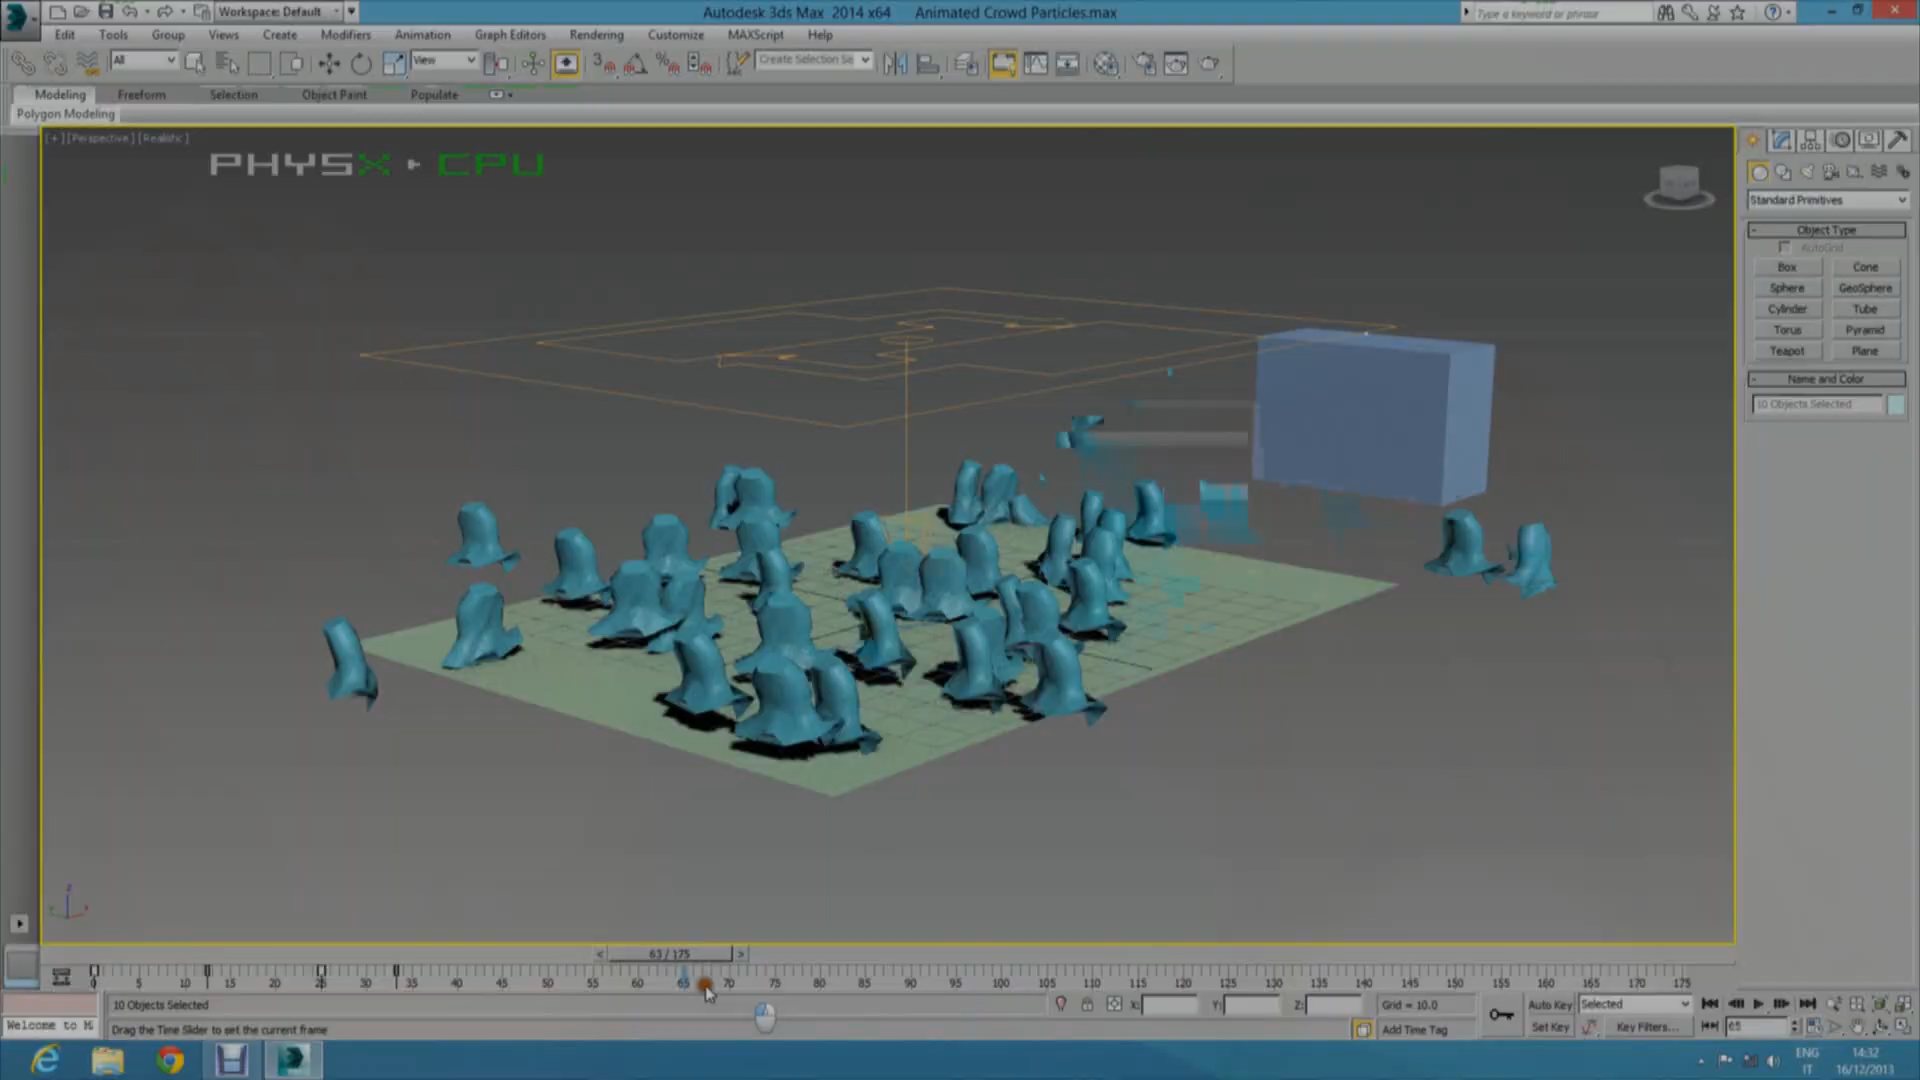 Workspace: Default
Autodesk 3ds Max 2014 x64 Animated Crowd Particles.max
Type a keyword or phrase
Edit Tools Group Views Create Modifiers Animation Graph Editors Rendering Customize MAXScript Help
All
View
3
Create Selection Se
Modeling Freeform Selection Object Paint Populate
Polygon Modeling
[+][Perspective][Realistic]
PHYSX CPU
Standard Primitives
- Object Type
AutoGrid
Box Cone
Sphere GeoSphere
Cylinder Tube
Torus Pyramid
Teapot Plane
- Name and Color
10 Objects Selected
< 63 / 175 >
0 5 10 15 20 25 30 35 40 45 50 55 60 65 70 75 80 85 90 95 100 105 110 115 120 125 130 135 140 145 150 155 160 165 170 175
10 Objects Selected
X: Y: Z: Grid = 10.0
Auto Key Selected
Welcome to M
Drag the Time Slider to set the current frame
Add Time Tag
Set Key Key Filters...
65
ENG
IT
14:32
16/12/2013